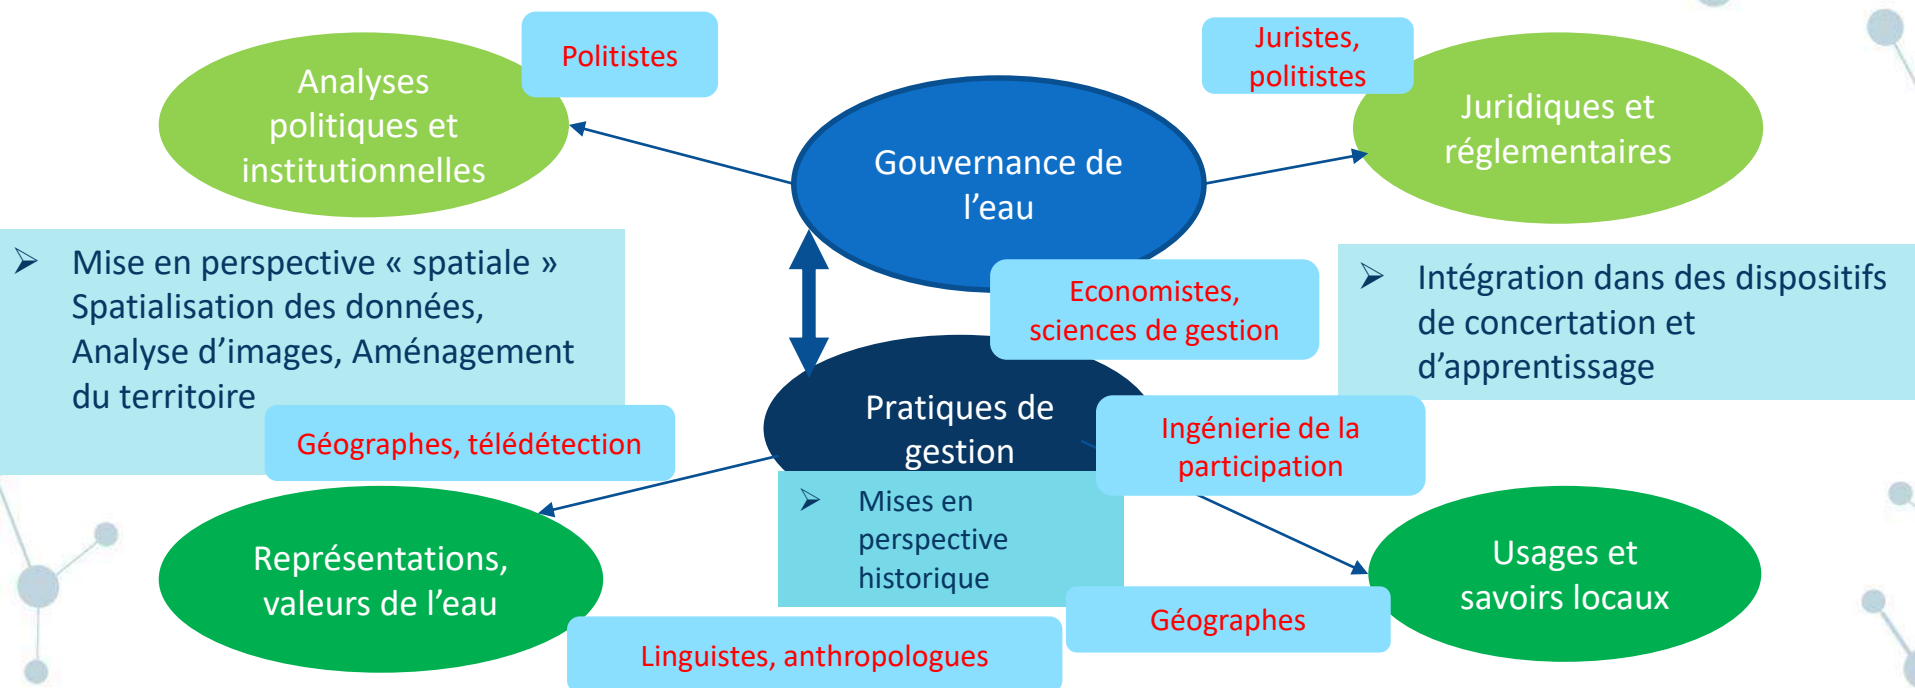 Politistes
Analyses
politiques et
institutionnelles
Gouvernance de
l’eau
Juristes,
politistes
Juridiques et
réglementaires
➢ Mise en perspective « spatiale »
Spatialisation des données,
Analyse d’images, Aménagement
du territoire
Géographes, télédétection
Economistes,
sciences de gestion
➢ Intégration dans des dispositifs
de concertation et
d’apprentissage
Pratiques de
gestion
Ingénierie de la
participation
➢ Mises en
perspective
historique
Représentations,
valeurs de l’eau
Linguistes, anthropologues
Géographes
Usages et
savoirs locaux